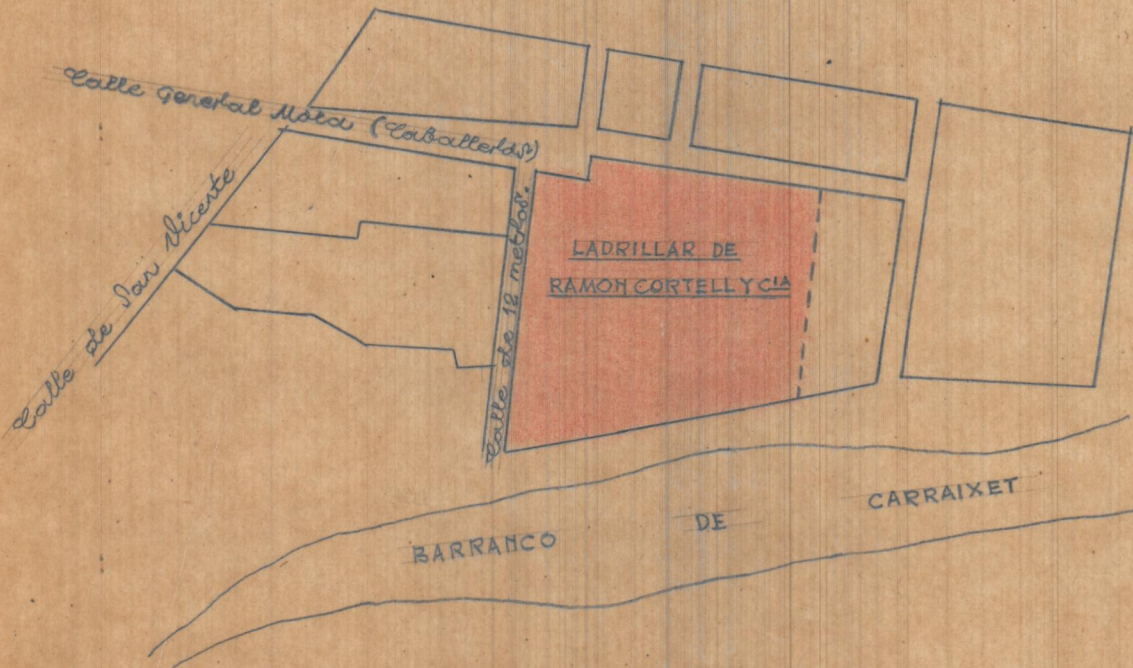 Calle General Mola (Caballeros)
Calle de San Vicente
Calle de 12 metros.
LADRILLAR DE
RAMON CORTELL Y CIA
BARRANCO DE CARRAIXET